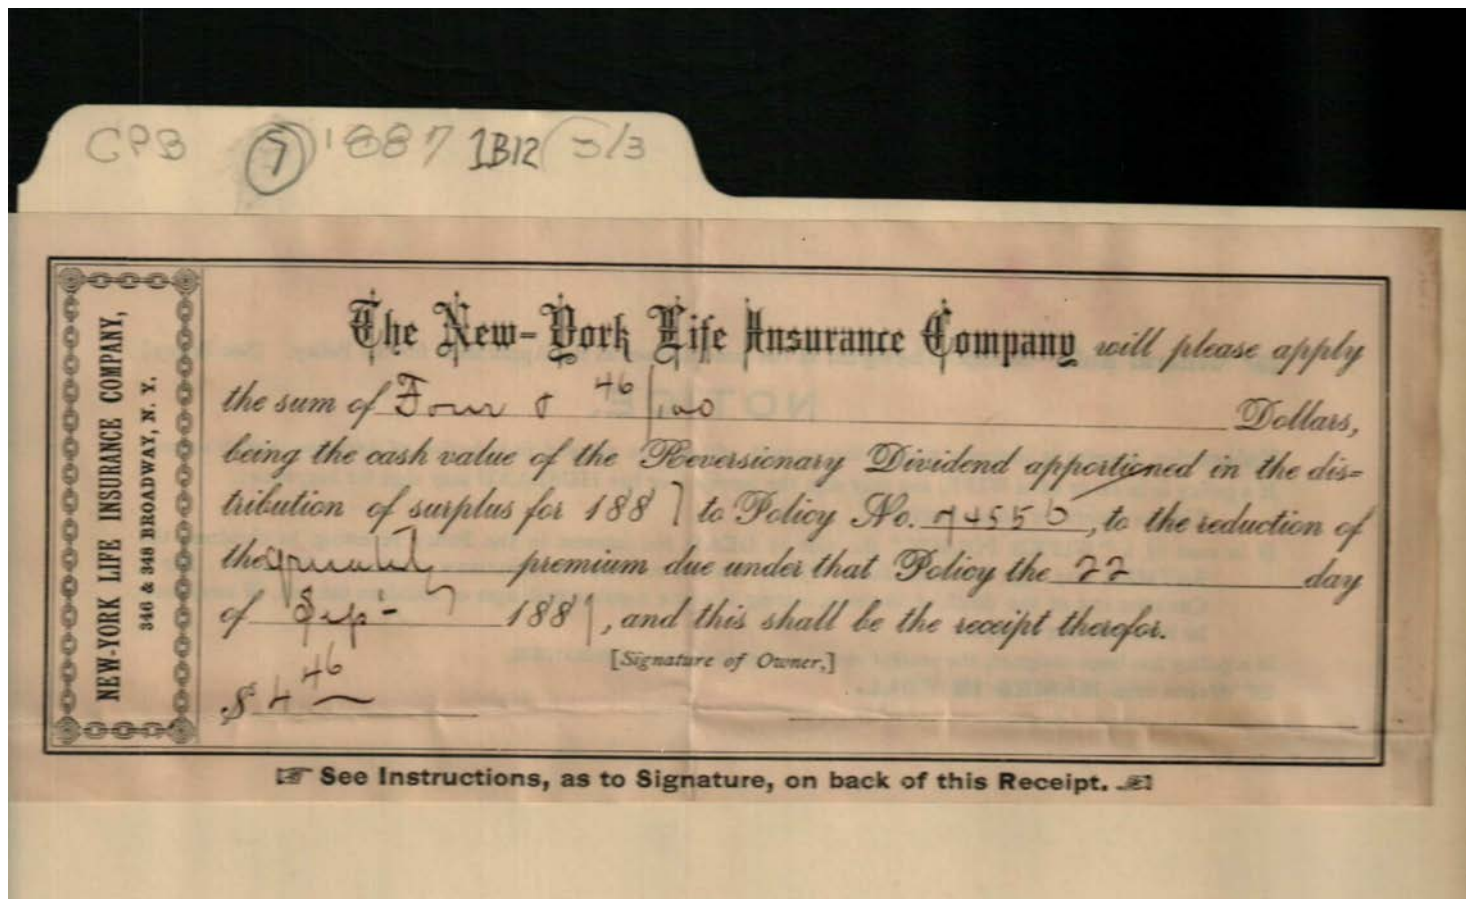 CPB 7 1887 1B12 5/3
NEW-YORK LIFE INSURANCE COMPANY,
346 & 348 BROADWAY, N. Y.
The New-York Life Insurance Company will please apply
the sum of Four & 46/100 Dollars,
being the cash value of the Reversionary Dividend apportioned in the dis-
tribution of surplus for 1887 to Policy No. 74556, to the reduction of
the premium due under that Policy the 22 day
of Sep- 1887, and this shall be the receipt therefor.
[Signature of Owner,]
$ 4 46
☞ See Instructions, as to Signature, on back of this Receipt. ☜